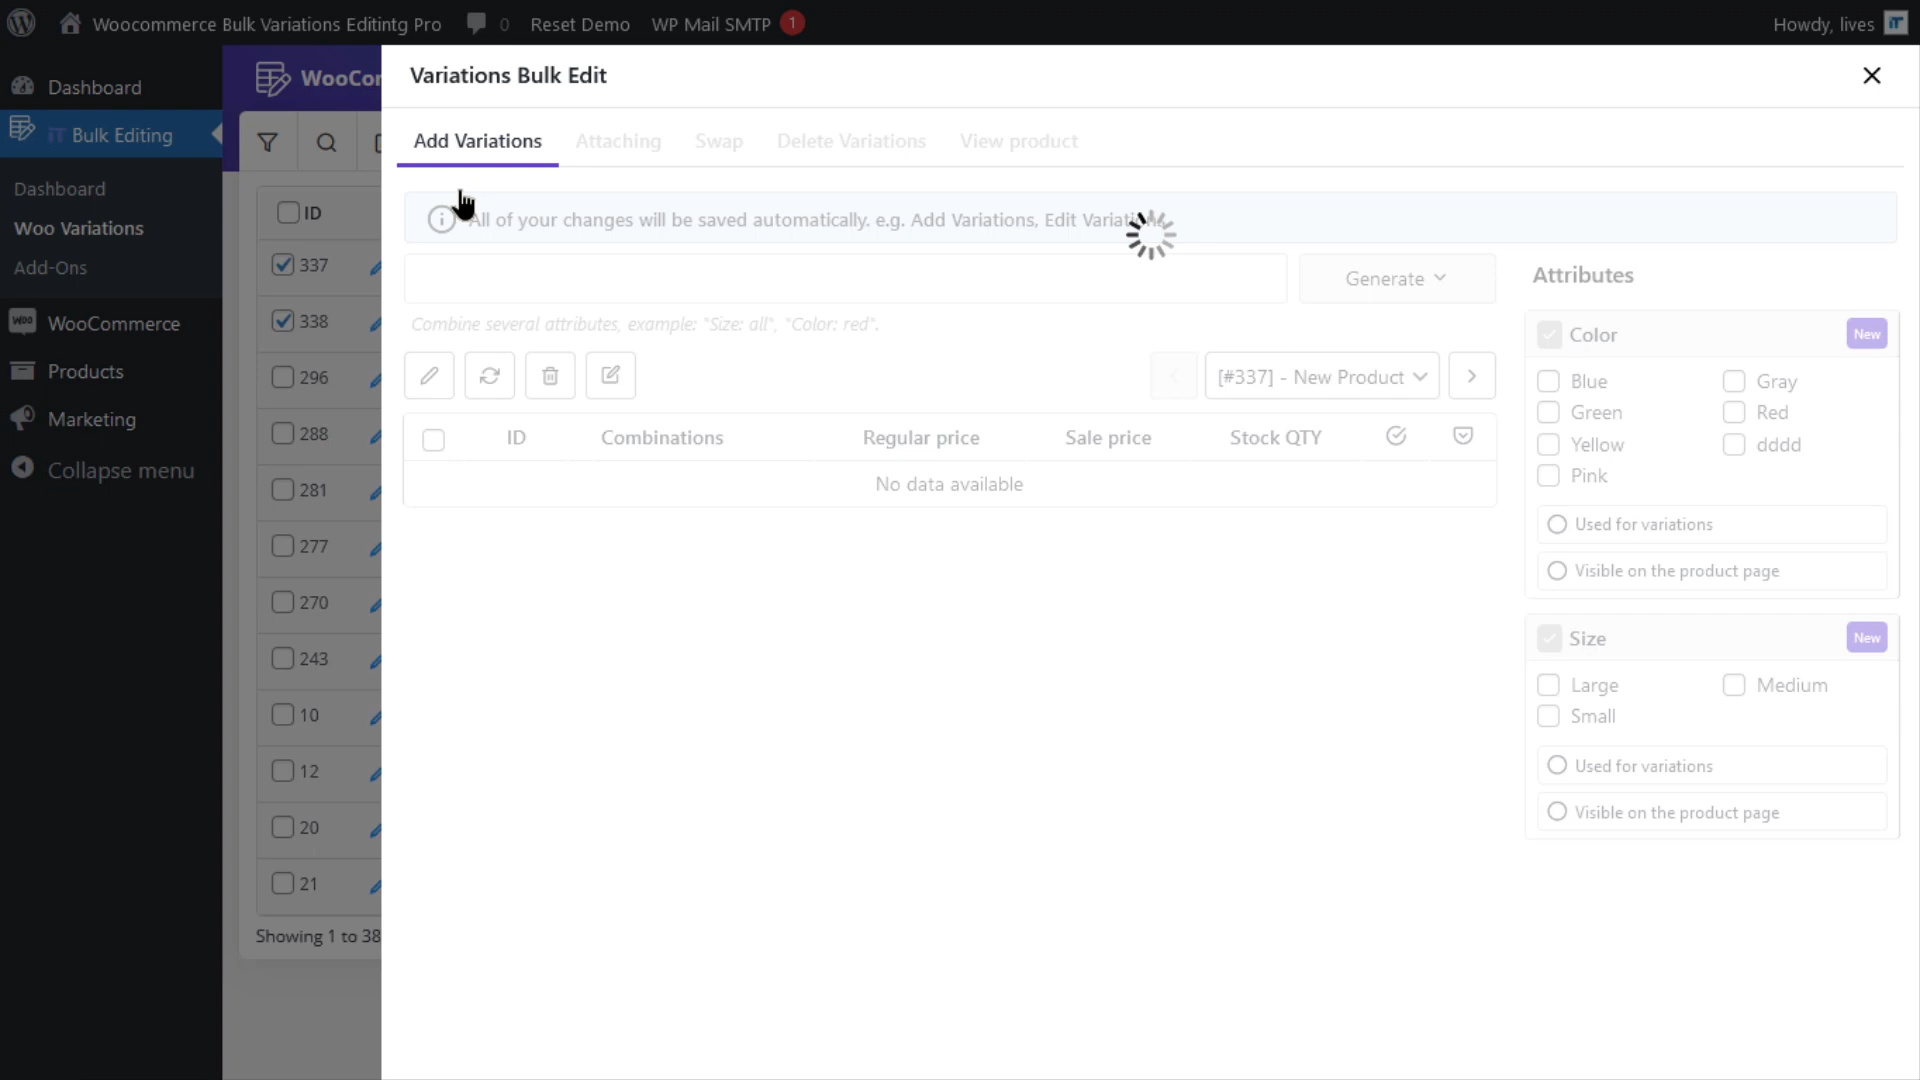 Woocommerce Bulk Variations Editintg Pro 0 Reset Demo WP Mail SMTP 1 Howdy, lives iT
Dashboard
iT Bulk Editing
Dashboard
Woo Variations
Add-Ons
Woo WooCommerce
Products
Marketing
Collapse menu
WooCom
ID
337
338
296
288
281
277
270
243
10
12
20
21
Showing 1 to 38
Variations Bulk Edit
Add Variations Attaching Swap Delete Variations View product
All of your changes will be saved automatically. e.g. Add Variations, Edit Variations
Generate
Combine several attributes, example: "Size: all", "Color: red".
[#337] - New Product
ID Combinations Regular price Sale price Stock QTY
No data available
Attributes
Color New
Blue Gray
Green Red
Yellow dddd
Pink
Used for variations
Visible on the product page
Size New
Large Medium
Small
Used for variations
Visible on the product page